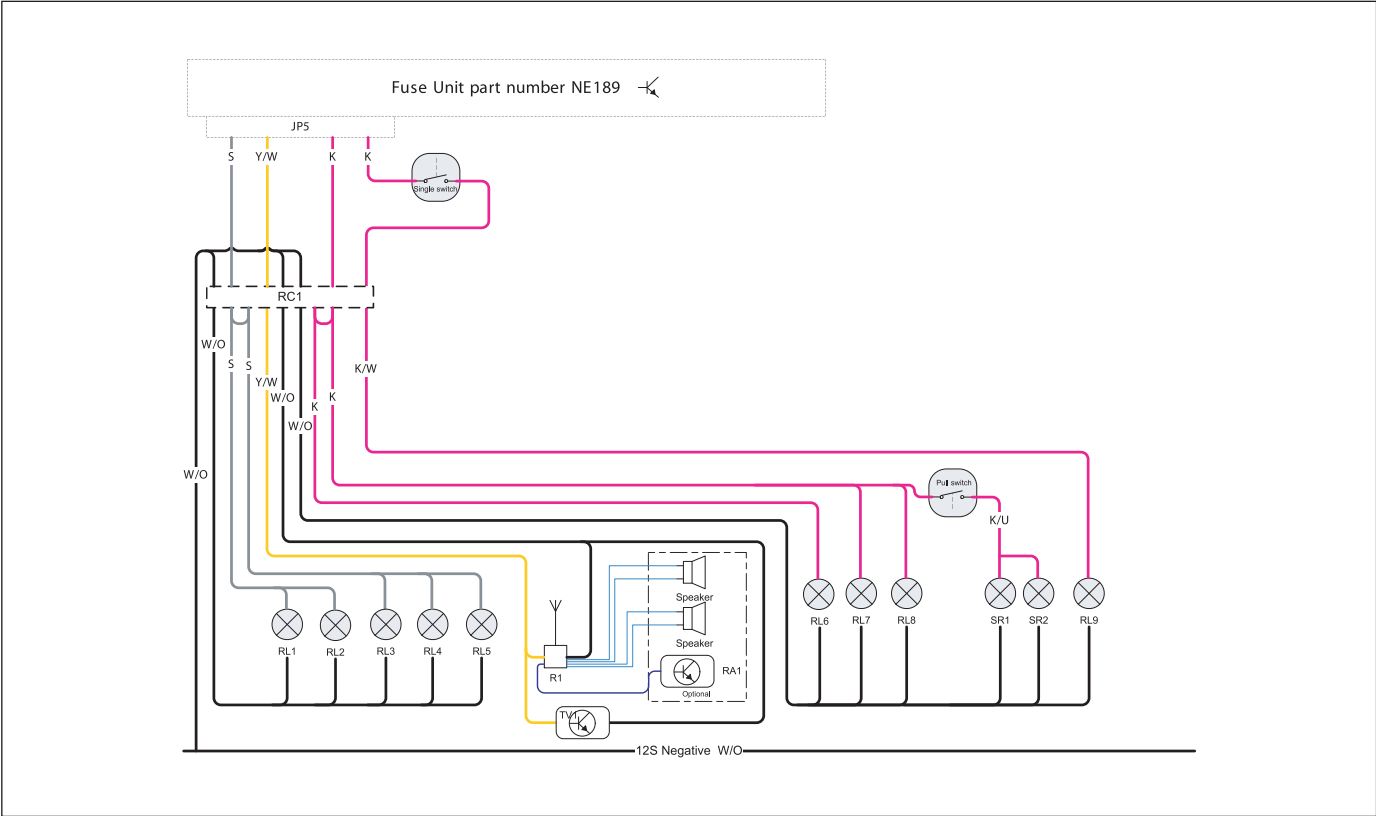 Fuse Unit part number NE189
JP5
S
Y/W
K
K
Single switch
RC1
W/O
S
S
Y/W
W/O
K
K
W/O
K/W
W/O
Pull switch
K/U
Speaker
Speaker
RL1
RL2
RL3
RL4
RL5
R1
RA1
Optional
TV1
RL6
RL7
RL8
SR1
SR2
RL9
12S Negative W/O